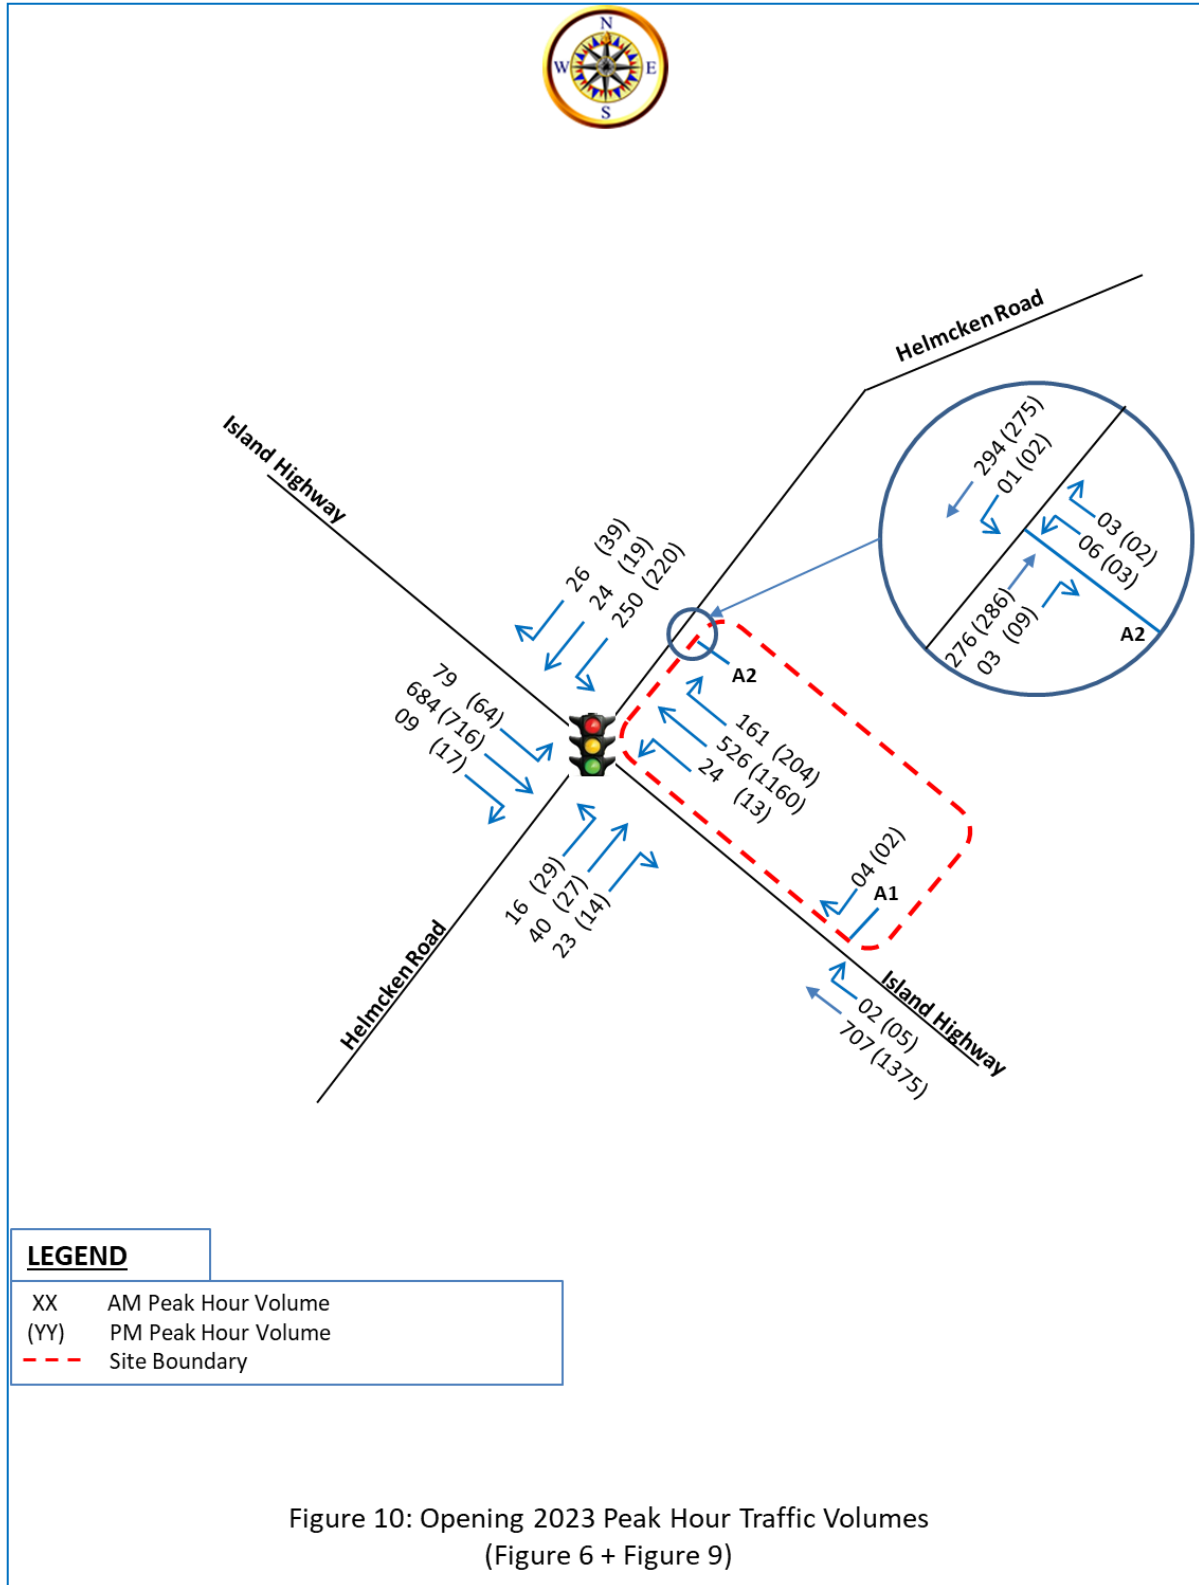 N
W E
S
Helmcken Road
Island Highway
294 (275)
01 (02)
03 (02)
06 (03)
276 (286)
03 (09)
A2
26 (39)
24 (19)
250 (220)
A2
79 (64)
684 (716)
09 (17)
161 (204)
526 (1160)
24 (13)
16 (29)
40 (27)
23 (14)
04 (02)
A1
Helmcken Road
Island Highway
02 (05)
707 (1375)
LEGEND
XX AM Peak Hour Volume
(YY) PM Peak Hour Volume
Site Boundary
Figure 10: Opening 2023 Peak Hour Traffic Volumes
(Figure 6 + Figure 9)